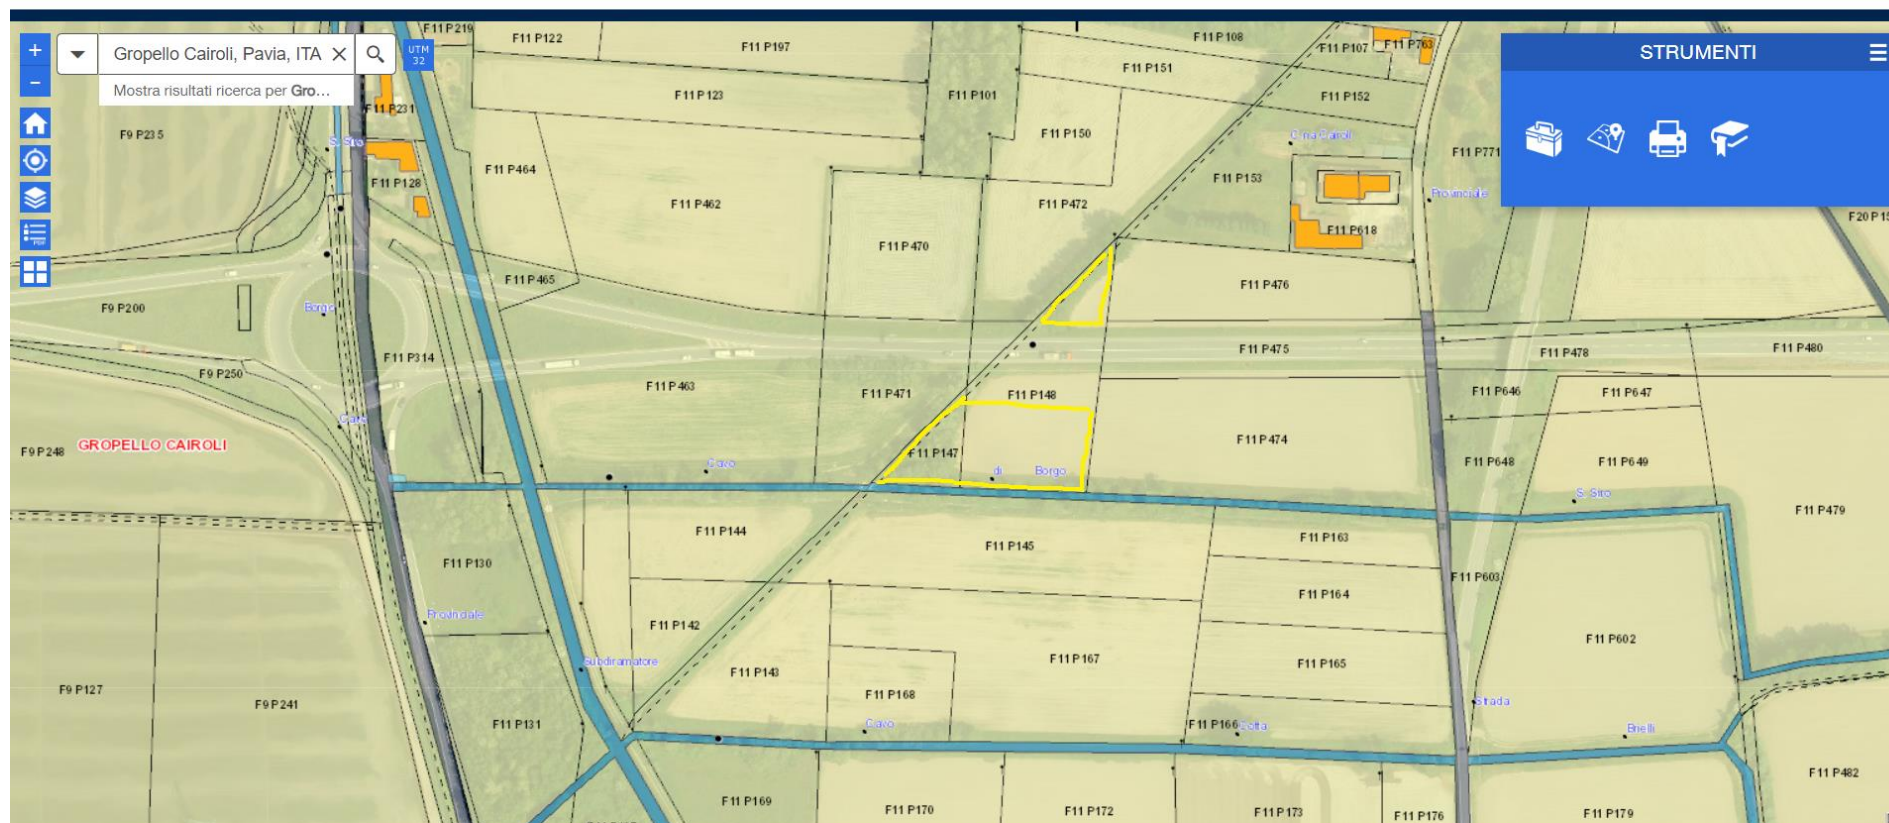 Gropello Cairoli, Pavia, ITA
Mostra risultati ricerca per Gro...
UTM
32
STRUMENTI
PDF
F11 P219
F11 P122
F11 P197
F11 P108
F11 P107
F11 P763
F11 P151
F11 P123
F11 P101
F11 P152
F11 P231
F9 P235
S. Siro
F11 P150
C.na Cairoli
F11 P771
F11 P464
F11 P128
F11 P153
Provinciale
F11 P462
F11 P472
F20 P15
F11 P618
F11 P470
F11 P465
F11 P476
F9 P200
Borgo
F11 P314
F11 P475
F11 P478
F11 P480
F9 P250
F11 P463
F11 P471
F11 P148
F11 P646
F11 P647
Cavo
GROPELLO CAIROLI
F9 P248
F11 P474
F11 P147
Cavo
di
Borgo
F11 P648
F11 P649
S. Siro
F11 P479
F11 P144
F11 P145
F11 P163
F11 P130
F11 P603
F11 P164
Provinciale
F11 P142
F11 P602
Subdiramatore
F11 P143
F11 P167
F11 P165
F9 P127
F9 P241
F11 P168
Strada
F11 P131
Cavo
F11 P166
Cotta
Brielli
F11 P482
F11 P169
F11 P170
F11 P172
F11 P173
F11 P176
F11 P179